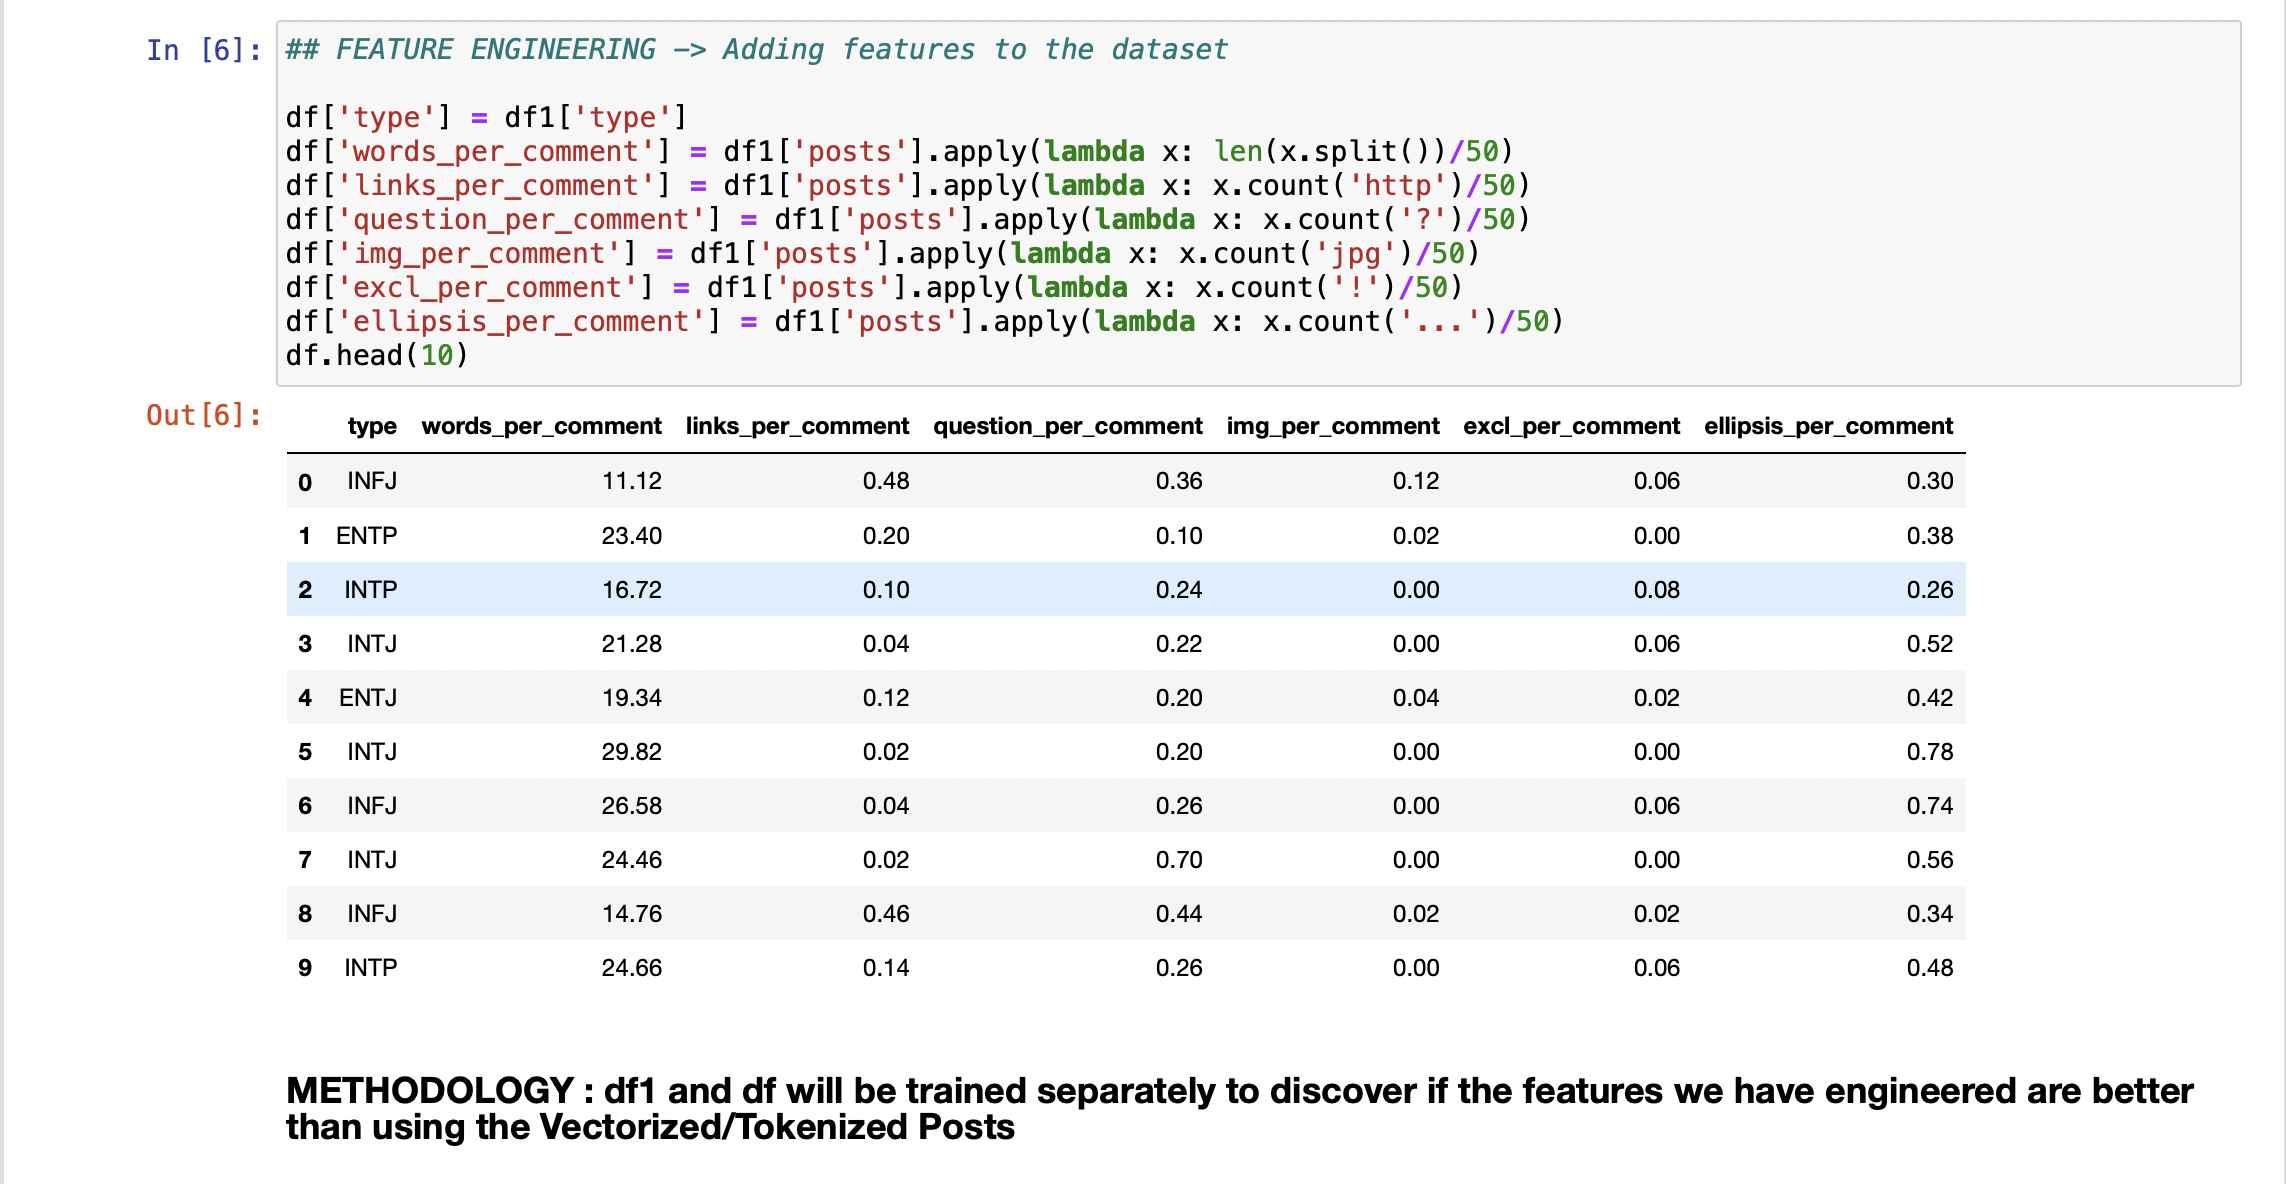 In [6]: ## FEATURE ENGINEERING -> Adding features to the dataset
df['type'] = df1['type']
df['words_per_comment'] = df1['posts'].apply(lambda x: len(x.split())/50)
df['links_per_comment'] = df1['posts'].apply(lambda x: x.count('http')/50)
df['question_per_comment'] = df1['posts'].apply(lambda x: x.count('?')/50)
df['img_per_comment'] = df1['posts'].apply(lambda x: x.count('jpg')/50)
df['excl_per_comment'] = df1['posts'].apply(lambda x: x.count('!')/50)
df['ellipsis_per_comment'] = df1['posts'].apply(lambda x: x.count('...')/50)
df.head(10)
Out[6]:
type words_per_comment links_per_comment question_per_comment img_per_comment excl_per_comment ellipsis_per_comment
0 INFJ 11.12 0.48 0.36 0.12 0.06 0.30
1 ENTP 23.40 0.20 0.10 0.02 0.00 0.38
2 INTP 16.72 0.10 0.24 0.00 0.08 0.26
3 INTJ 21.28 0.04 0.22 0.00 0.06 0.52
4 ENTJ 19.34 0.12 0.20 0.04 0.02 0.42
5 INTJ 29.82 0.02 0.20 0.00 0.00 0.78
6 INFJ 26.58 0.04 0.26 0.00 0.06 0.74
7 INTJ 24.46 0.02 0.70 0.00 0.00 0.56
8 INFJ 14.76 0.46 0.44 0.02 0.02 0.34
9 INTP 24.66 0.14 0.26 0.00 0.06 0.48
METHODOLOGY : df1 and df will be trained separately to discover if the features we have engineered are better
than using the Vectorized/Tokenized Posts